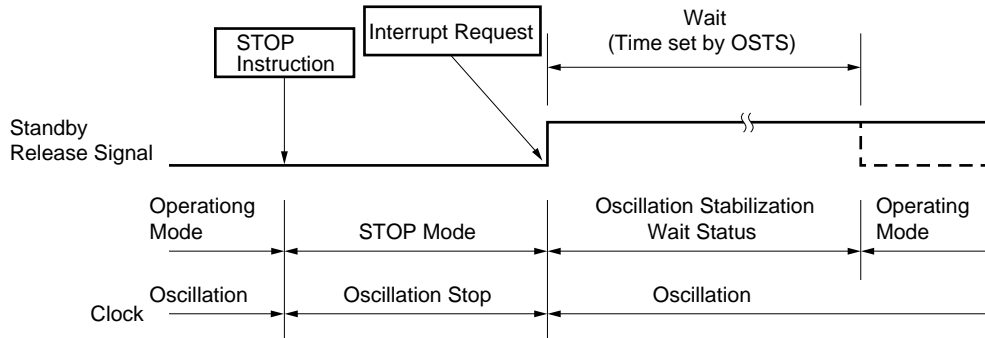 Wait
(Time set by OSTS)
Interrupt Request
STOP
Instruction
Standby
Release Signal
Operationg
Mode
STOP Mode
Oscillation Stabilization
Wait Status
Operating
Mode
Clock
Oscillation
Oscillation Stop
Oscillation